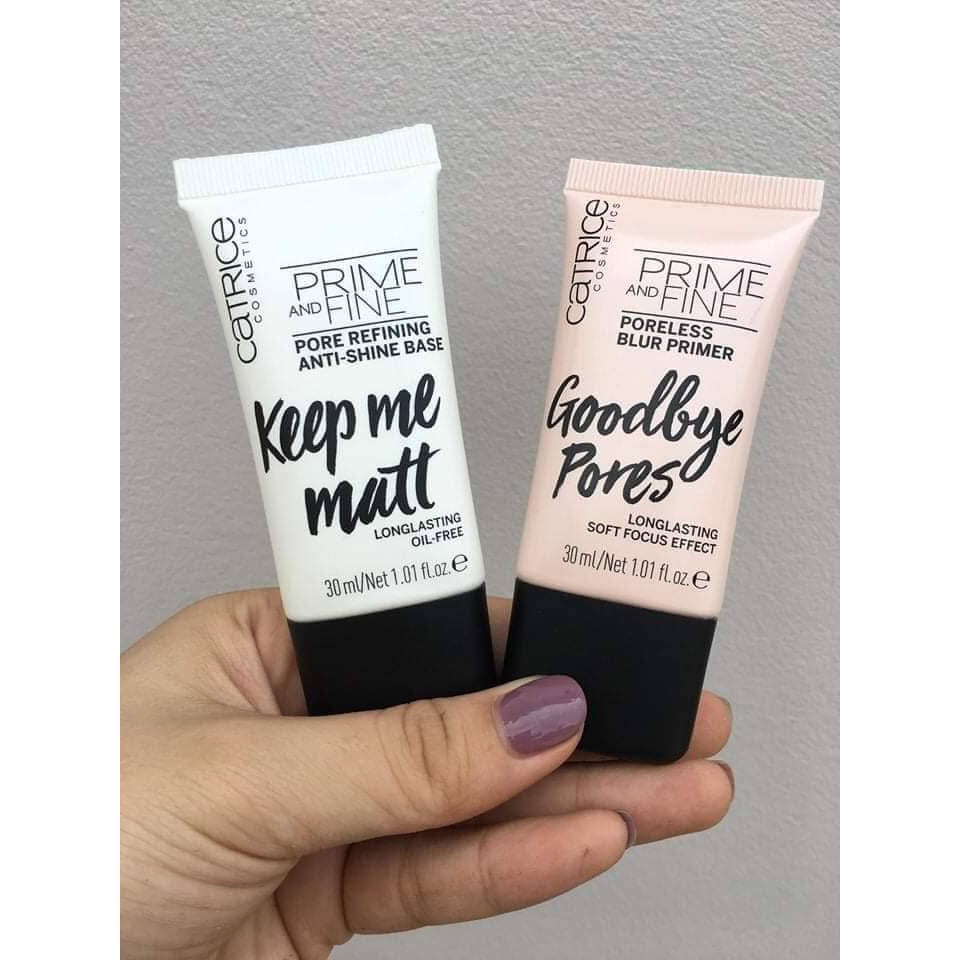 CATRICE
COSMETICS
PRIME
AND FINE
PORE REFINING
ANTI-SHINE BASE
Keep me
matt
LONGLASTING
OIL-FREE
30 ml/Net 1.01 fl.oz. e
CATRICE
COSMETICS
PRIME
AND FINE
PORELESS
BLUR PRIMER
Goodbye
Pores
LONGLASTING
SOFT FOCUS EFFECT
30 ml/Net 1.01 fl.oz. e